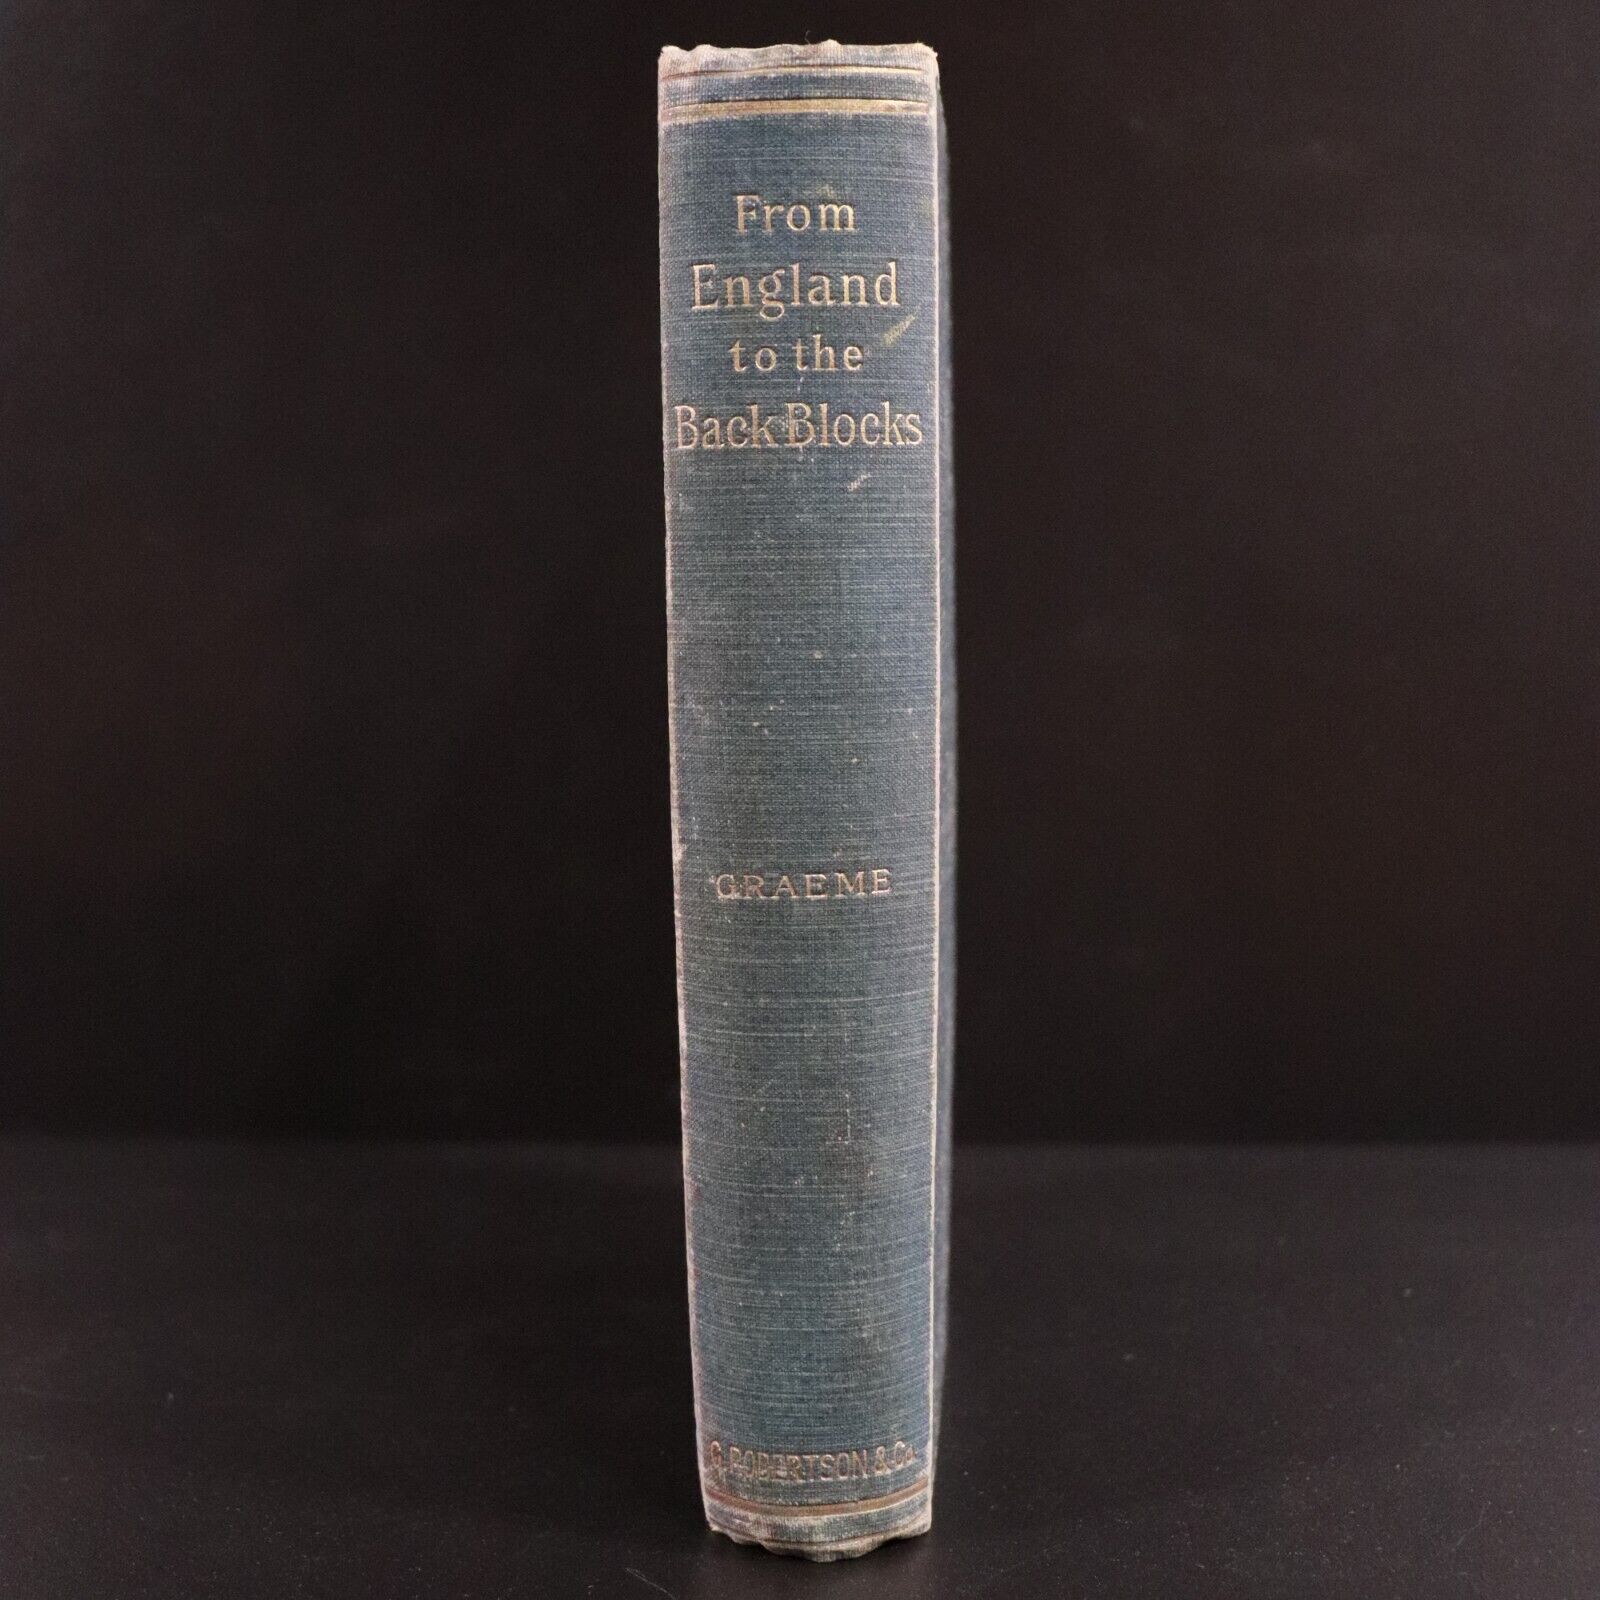 From
England
to the
Back Blocks
GRAEME
G. ROBERTSON & Co.